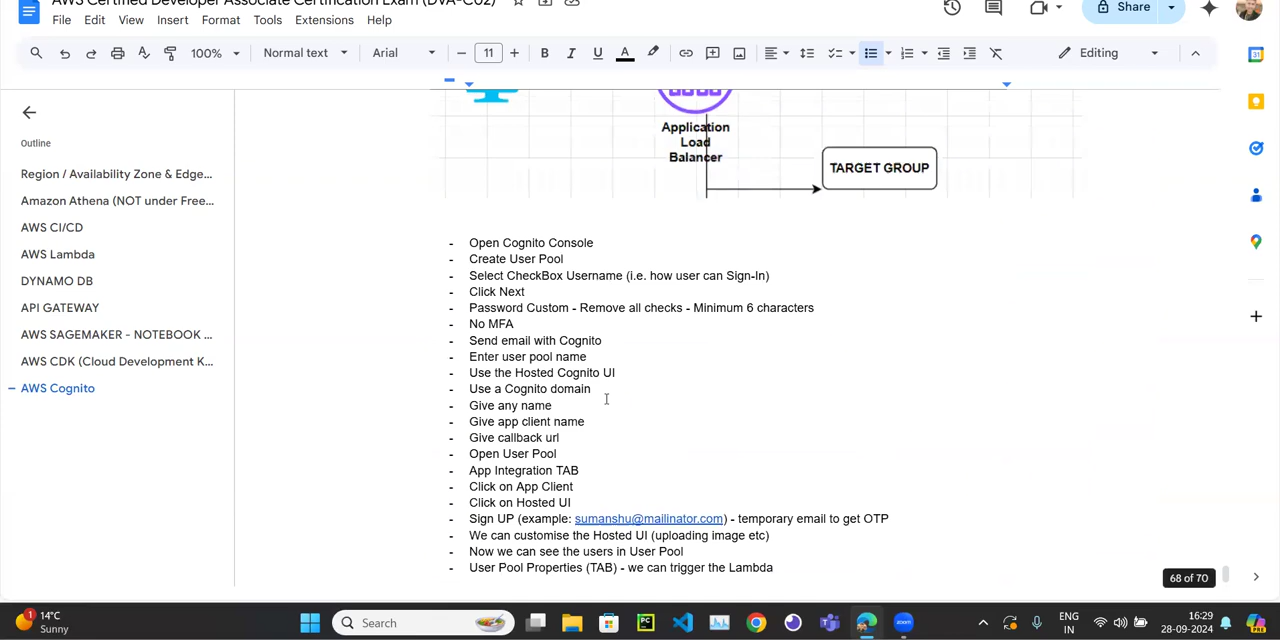 AWS Certified Developer Associate Certification Exam (DVA-C02)
File Edit View Insert Format Tools Extensions Help
Share
100% Normal text Arial 11 Editing
Outline
Region / Availability Zone & Edge...
Amazon Athena (NOT under Free...
AWS CI/CD
AWS Lambda
DYNAMO DB
API GATEWAY
AWS SAGEMAKER - NOTEBOOK ...
AWS CDK (Cloud Development K...
AWS Cognito
Application
Load
Balancer
TARGET GROUP
- Open Cognito Console
- Create User Pool
- Select CheckBox Username (i.e. how user can Sign-In)
- Click Next
- Password Custom - Remove all checks - Minimum 6 characters
- No MFA
- Send email with Cognito
- Enter user pool name
- Use the Hosted Cognito UI
- Use a Cognito domain
- Give any name
- Give app client name
- Give callback url
- Open User Pool
- App Integration TAB
- Click on App Client
- Click on Hosted UI
- Sign UP (example: sumanshu@mailinator.com) - temporary email to get OTP
- We can customise the Hosted UI (uploading image etc)
- Now we can see the users in User Pool
- User Pool Properties (TAB) - we can trigger the Lambda
68 of 70
1
14°C
Sunny
Search
ENG
IN
16:29
28-09-2024